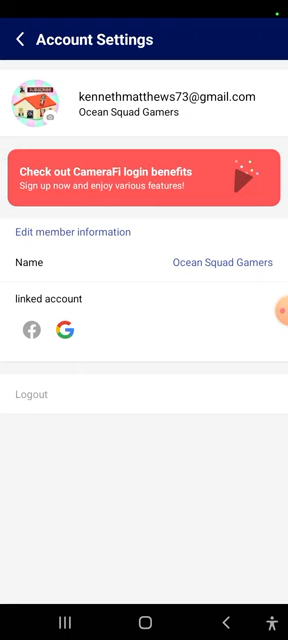 Account Settings
kennethmatthews73@gmail.com
Ocean Squad Gamers
Check out CameraFi login benefits
Sign up now and enjoy various features!
Edit member information
Name
Ocean Squad Gamers
linked account
Logout